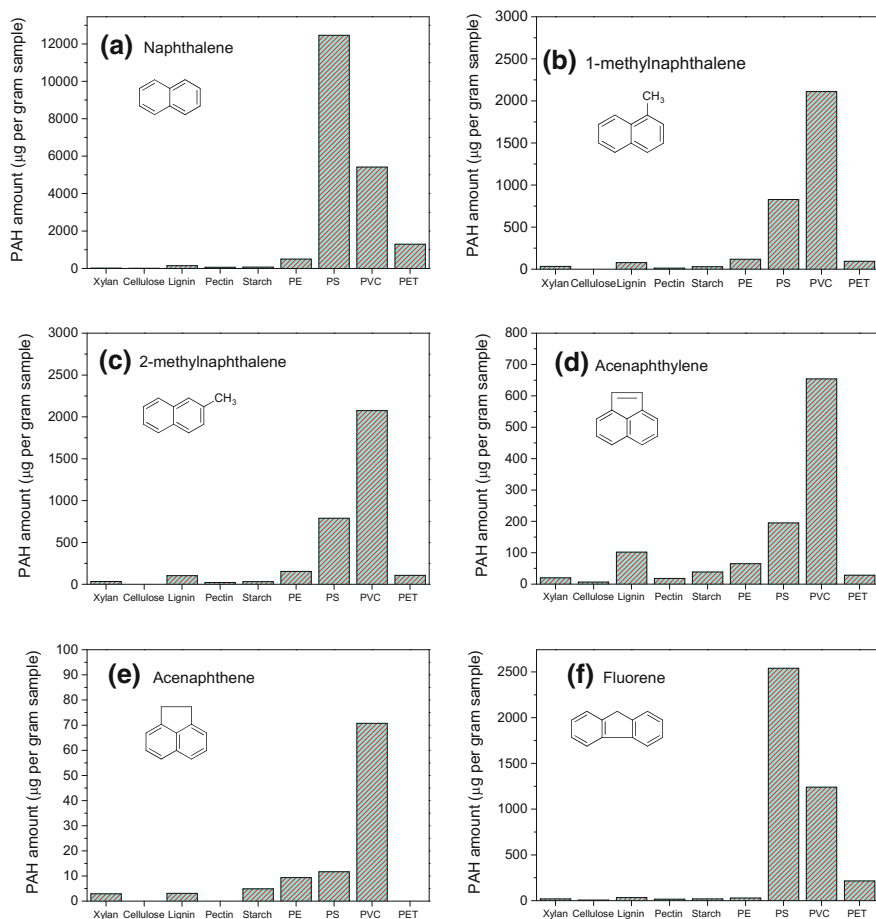 (a) Naphthalene
PAH amount (μg per gram sample)
12000
10000
8000
6000
4000
2000
0
Xylan Cellulose Lignin Pectin Starch PE PS PVC PET
(b) 1-methylnaphthalene
CH3
PAH amount (μg per gram sample)
3000
2500
2000
1500
1000
500
0
Xylan Cellulose Lignin Pectin Starch PE PS PVC PET
(c) 2-methylnaphthalene
CH3
PAH amount (μg per gram sample)
3000
2500
2000
1500
1000
500
0
Xylan Cellulose Lignin Pectin Starch PE PS PVC PET
(d) Acenaphthylene
PAH amount (μg per gram sample)
800
700
600
500
400
300
200
100
0
Xylan Cellulose Lignin Pectin Starch PE PS PVC PET
(e) Acenaphthene
PAH amount (μg per gram sample)
100
90
80
70
60
50
40
30
20
10
0
Xylan Cellulose Lignin Pectin Starch PE PS PVC PET
(f) Fluorene
PAH amount (μg per gram sample)
2500
2000
1500
1000
500
0
Xylan Cellulose Lignin Pectin Starch PE PS PVC PET